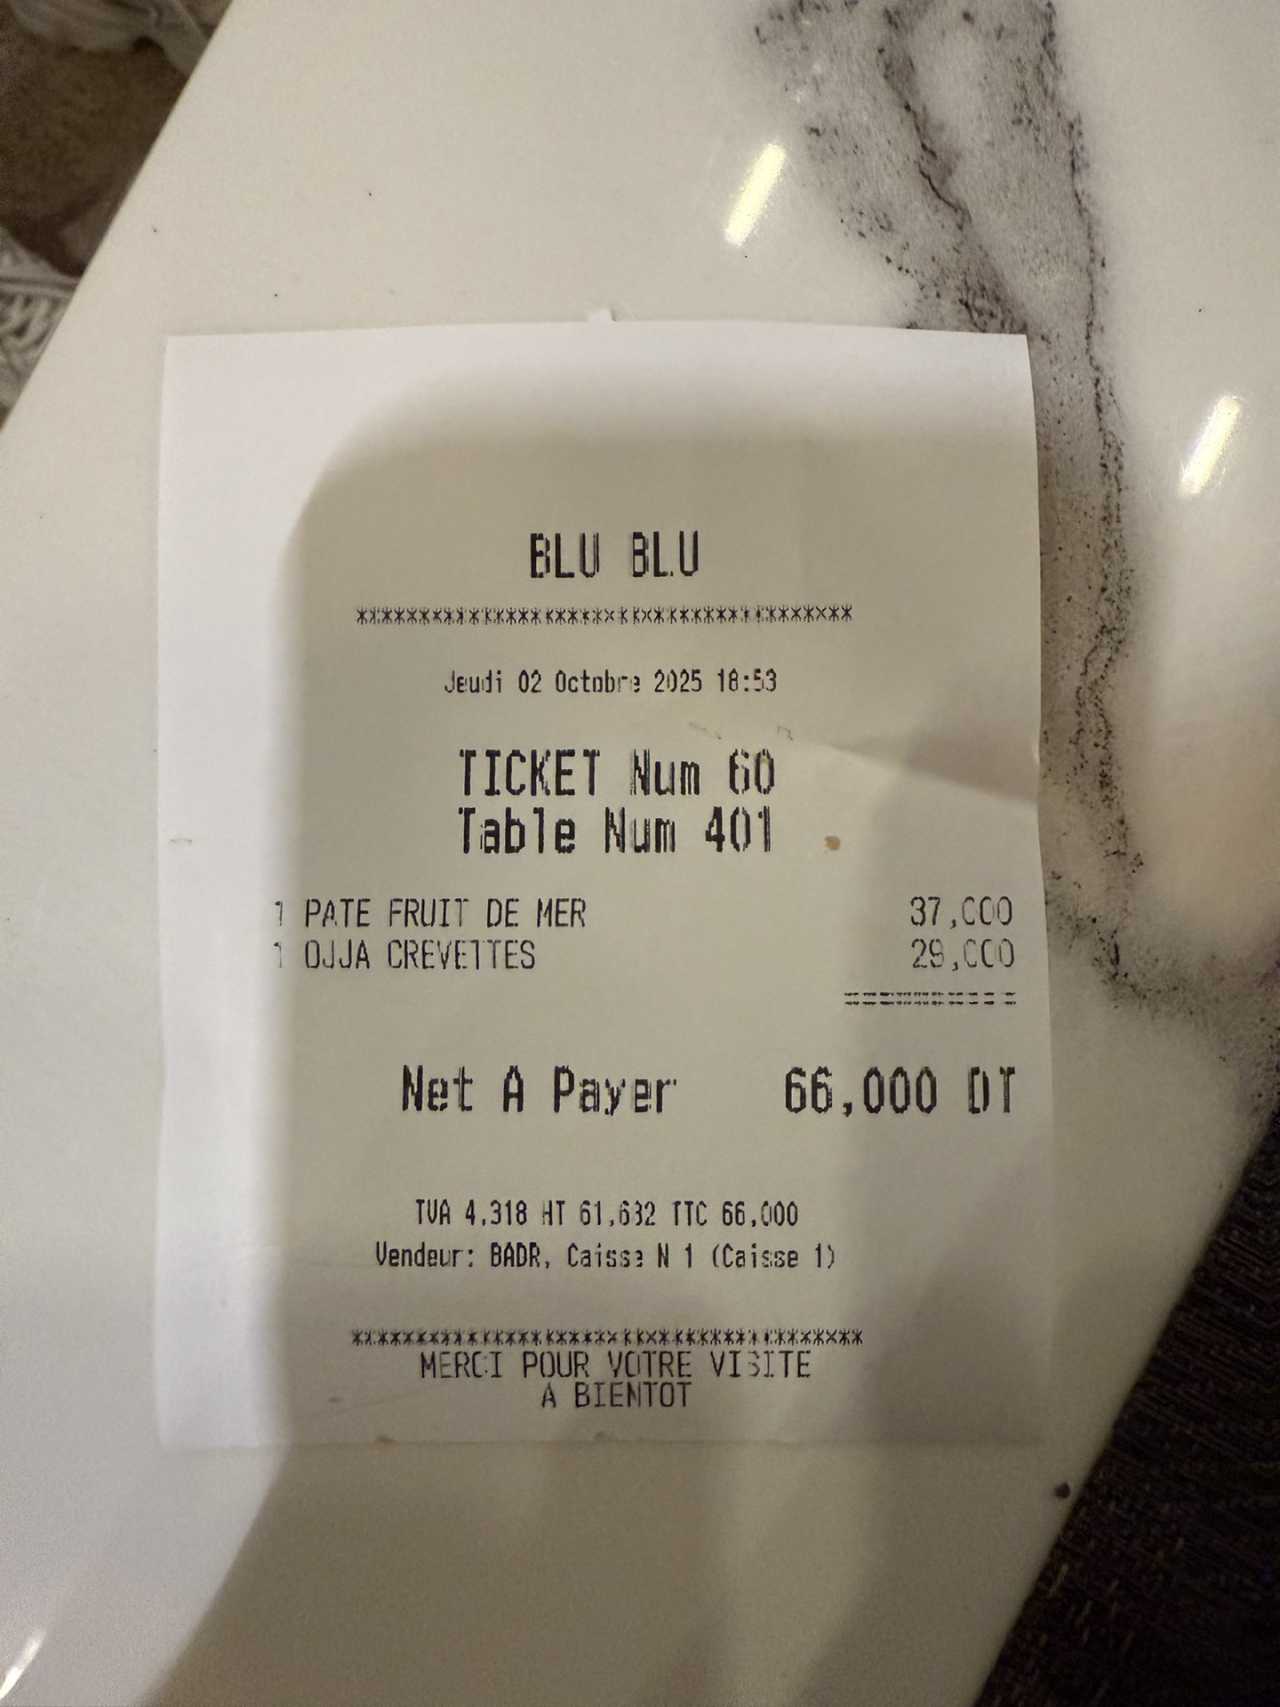 BLU BLU
*****************************************
Jeudi 02 Octobre 2025 18:53
TICKET Num 60
Table Num 401
1 PATE FRUIT DE MER 37,000
1 OJJA CREVETTES 29,000
==========
Net A Payer 66,000 DT
TVA 4,318 HT 61,682 TTC 66,000
Vendeur: BADR, Caisse N 1 (Caisse 1)
*****************************************
MERCI POUR VOTRE VISITE
A BIENTOT